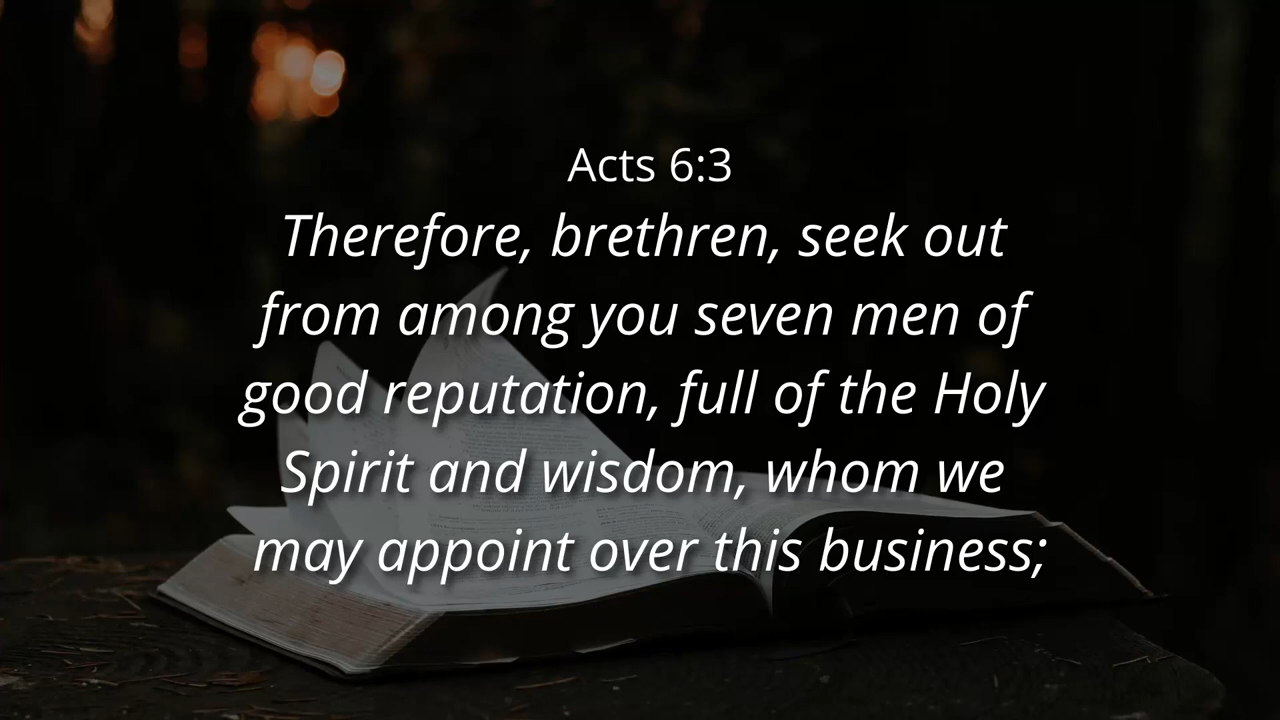 Acts 6:3
Therefore, brethren, seek out
from among you seven men of
good reputation, full of the Holy
Spirit and wisdom, whom we
may appoint over this business;